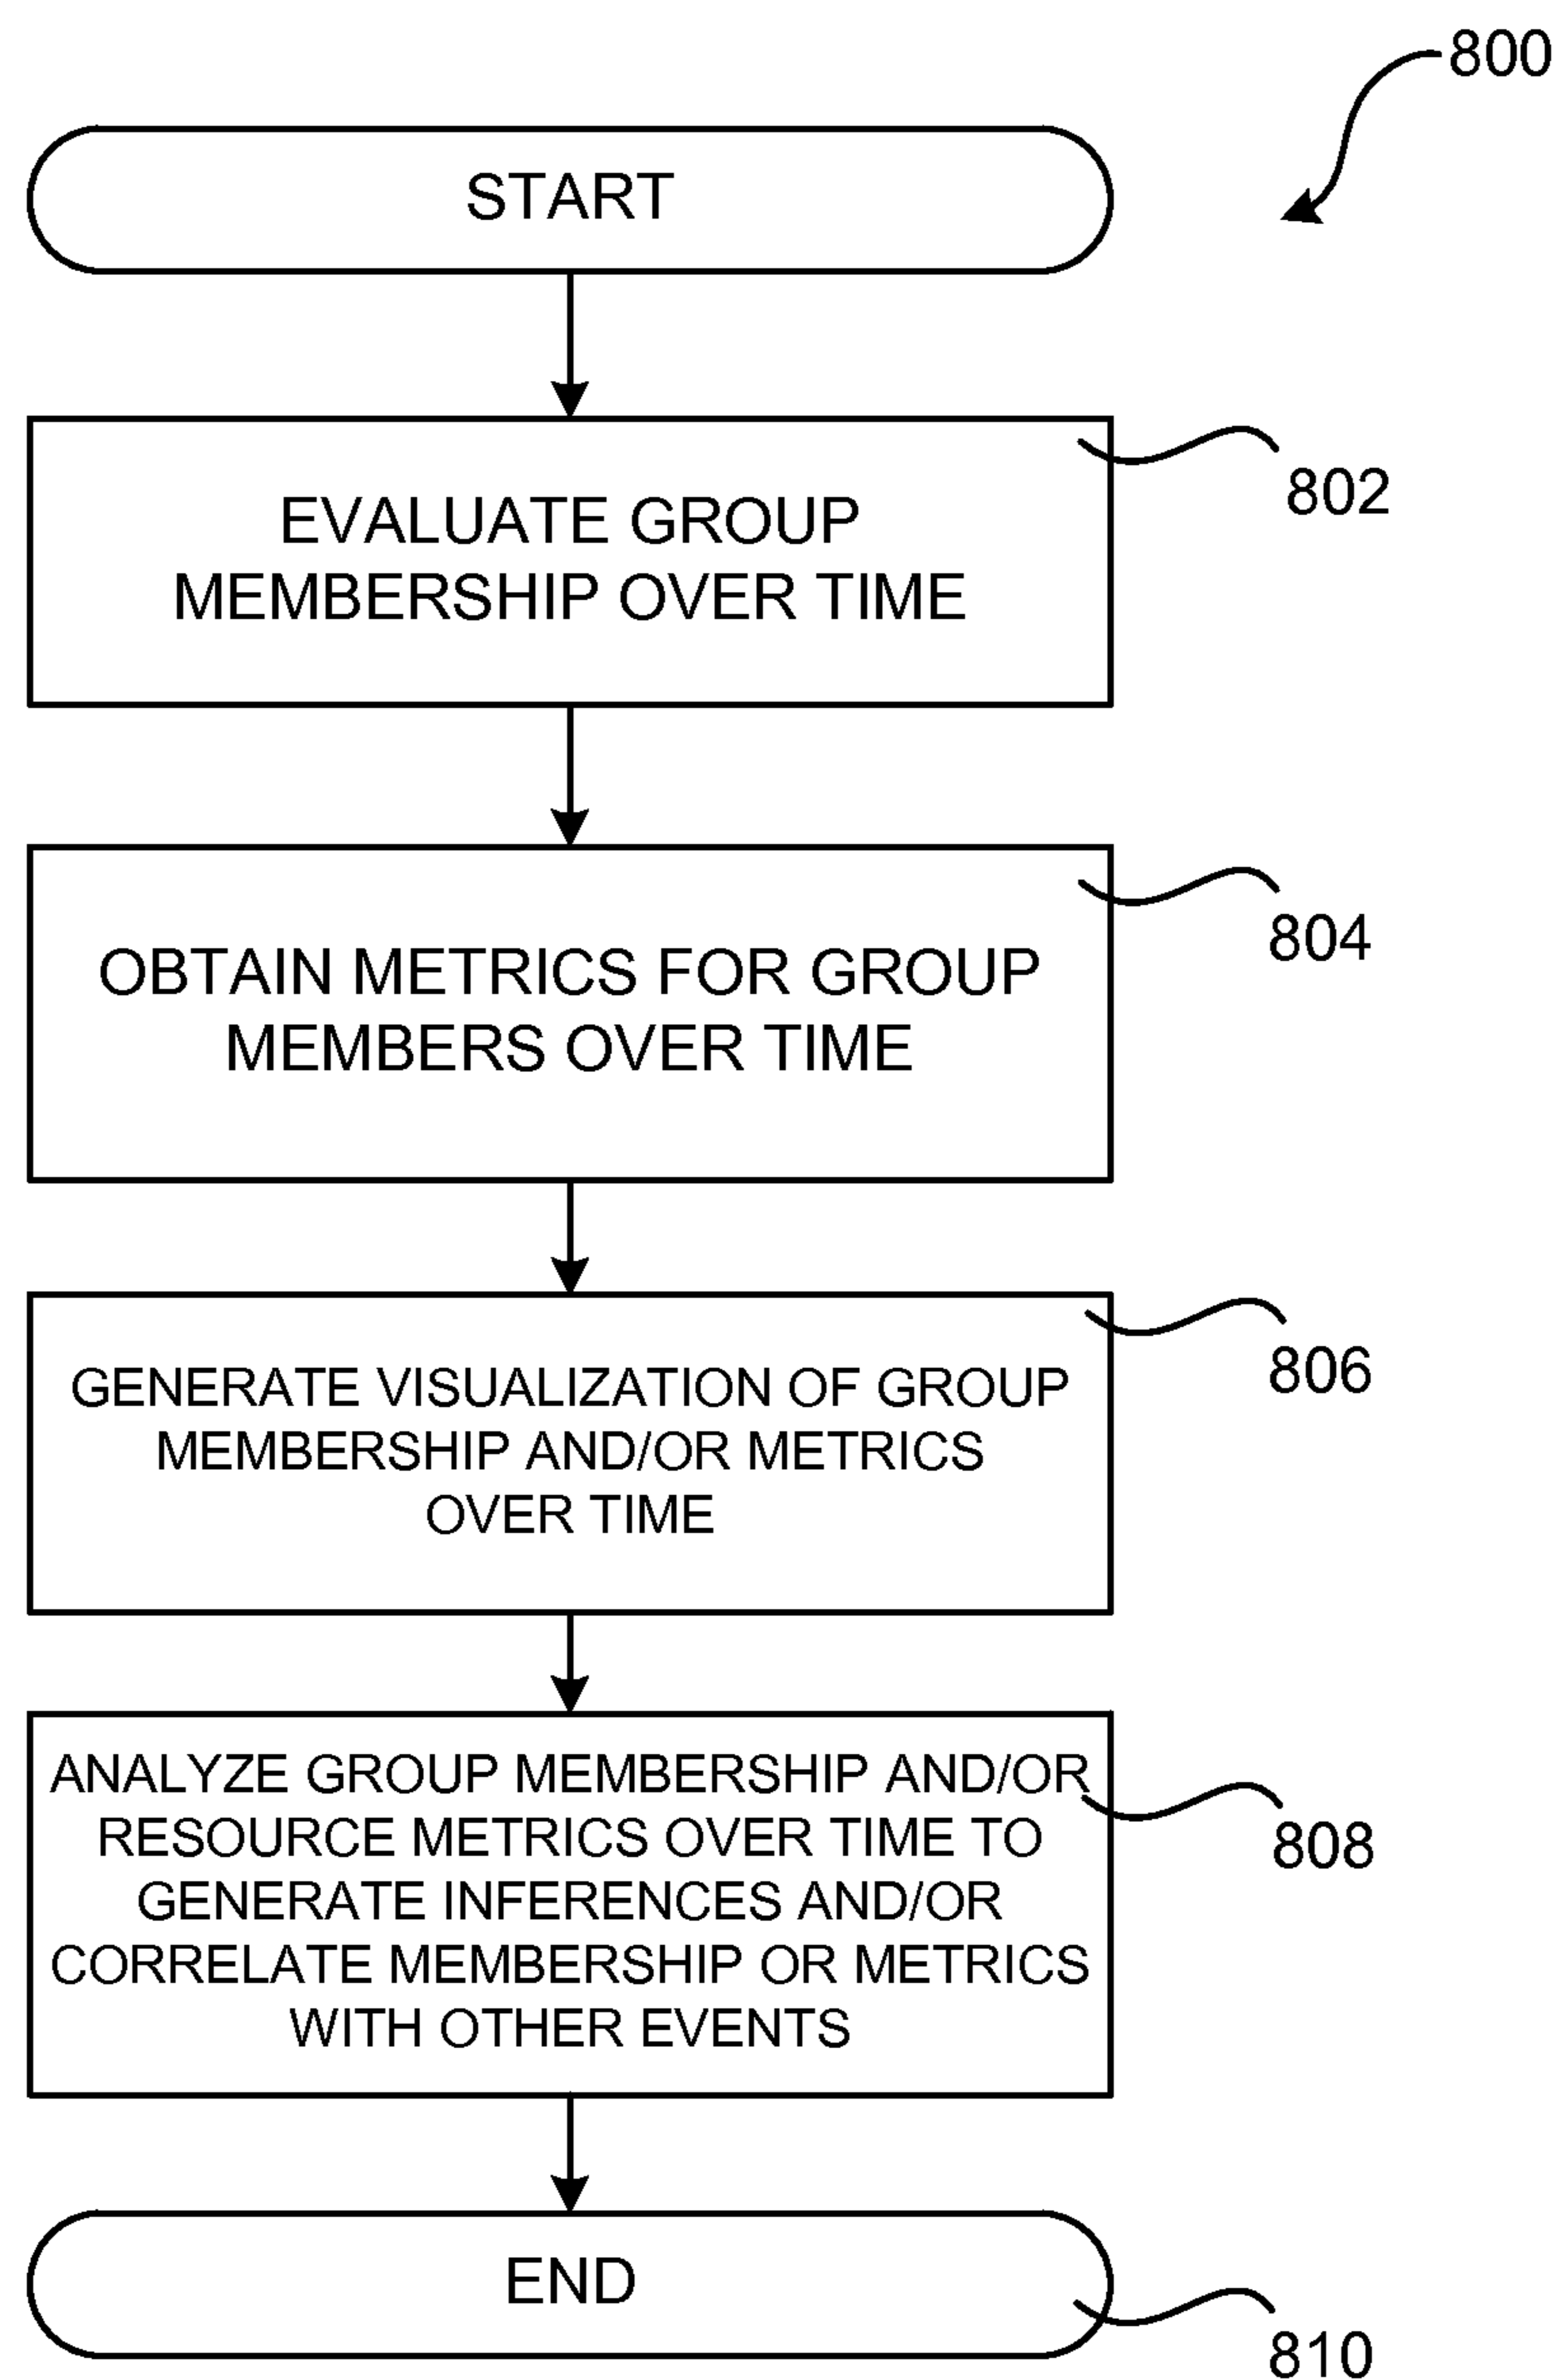 800
START
EVALUATE GROUP
MEMBERSHIP OVER TIME
802
OBTAIN METRICS FOR GROUP
MEMBERS OVER TIME
804
GENERATE VISUALIZATION OF GROUP
MEMBERSHIP AND/OR METRICS
OVER TIME
806
ANALYZE GROUP MEMBERSHIP AND/OR
RESOURCE METRICS OVER TIME TO
GENERATE INFERENCES AND/OR
CORRELATE MEMBERSHIP OR METRICS
WITH OTHER EVENTS
808
END
810